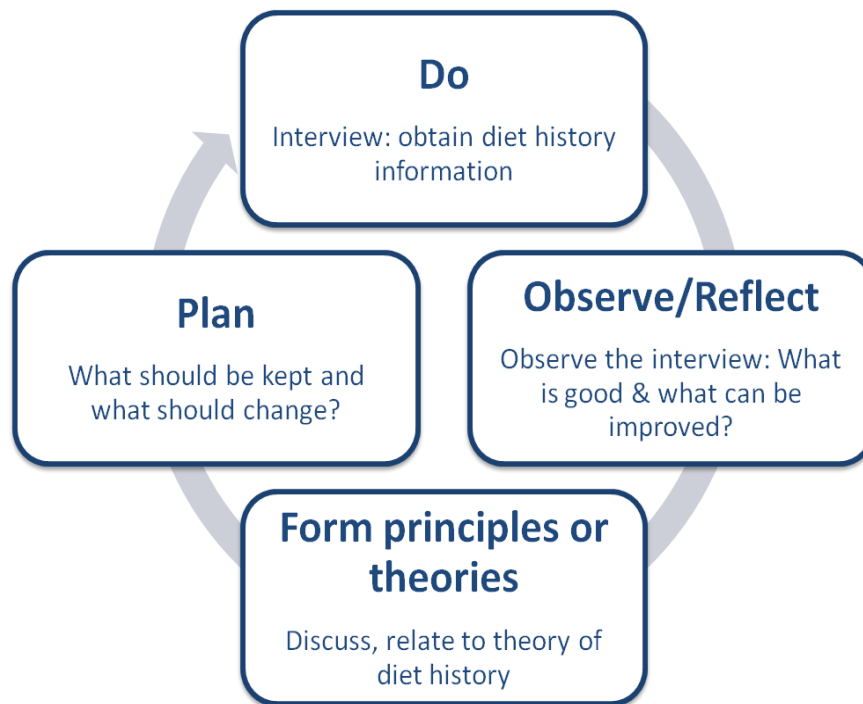 Do
Interview: obtain diet history
information
Observe/Reflect
Observe the interview: What
is good & what can be
improved?
Form principles or
theories
Discuss, relate to theory of
diet history
Plan
What should be kept and
what should change?